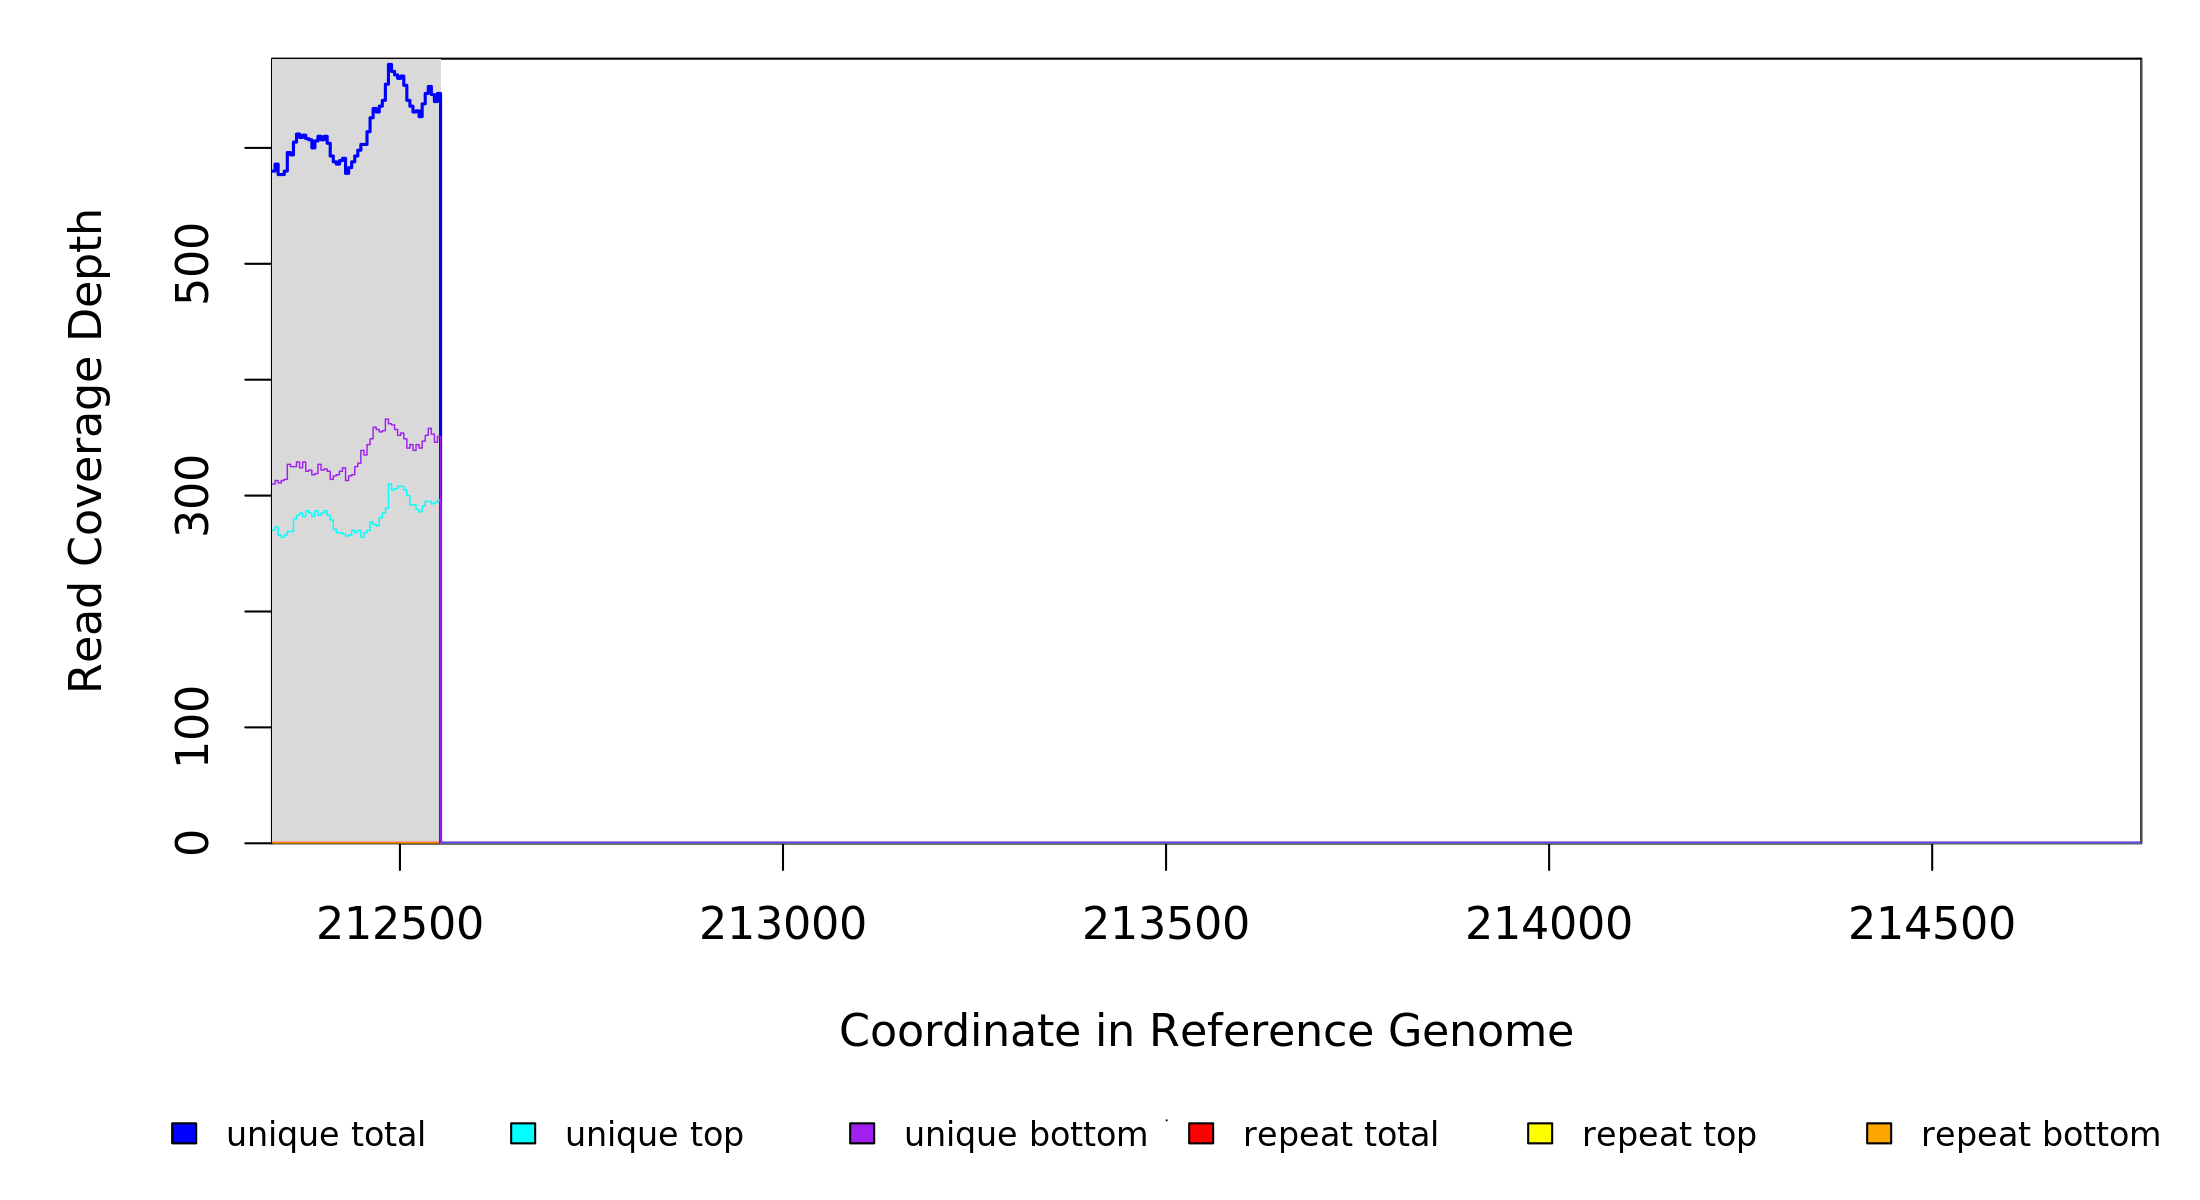 Read Coverage Depth
500
300
100
0
212500 213000 213500 214000 214500
Coordinate in Reference Genome
unique total unique top unique bottom repeat total repeat top repeat bottom